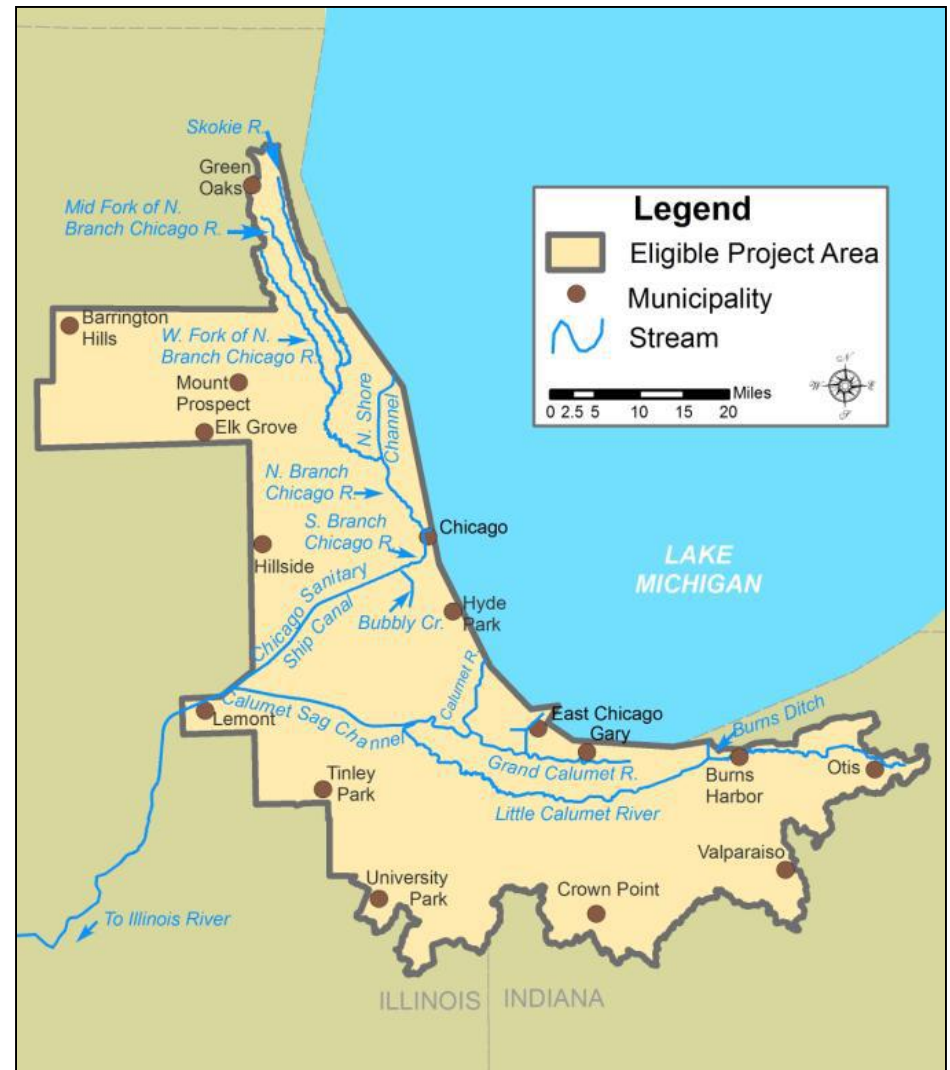 Skokie R.
Green
Oaks
Mid Fork of N.
Branch Chicago R.
Legend
Eligible Project Area
Municipality
Stream
N
W
E
S
Miles
0 2.5 5 10 15 20
Barrington
Hills
W. Fork of N.
Branch Chicago R.
Mount
Prospect
Elk Grove
N. Shore
Channel
N. Branch
Chicago R.
S. Branch
Chicago R.
Chicago
Hillside
LAKE
MICHIGAN
Chicago Sanitary
Ship Canal
Bubbly Cr.
Hyde
Park
Calumet R.
Lemont
Calumet Sag Channel
East Chicago
Gary
Burns Ditch
Grand Calumet R.
Burns
Harbor
Otis
Tinley
Park
Little Calumet River
Valparaiso
University
Park
Crown Point
To Illinois River
ILLINOIS
INDIANA